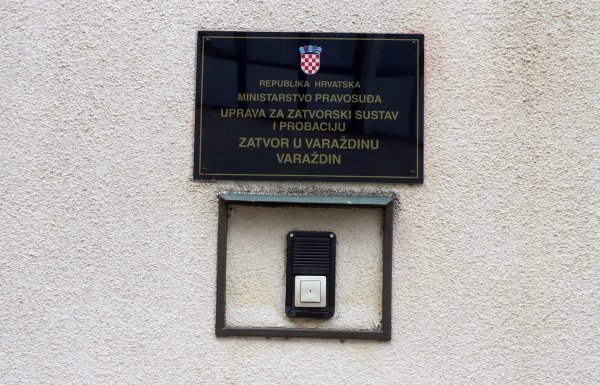 REPUBLIKA HRVATSKA
MINISTARSTVO PRAVOSUĐA
UPRAVA ZA ZATVORSKI SUSTAV
I PROBACIJU
ZATVOR U VARAŽDINU
VARAŽDIN